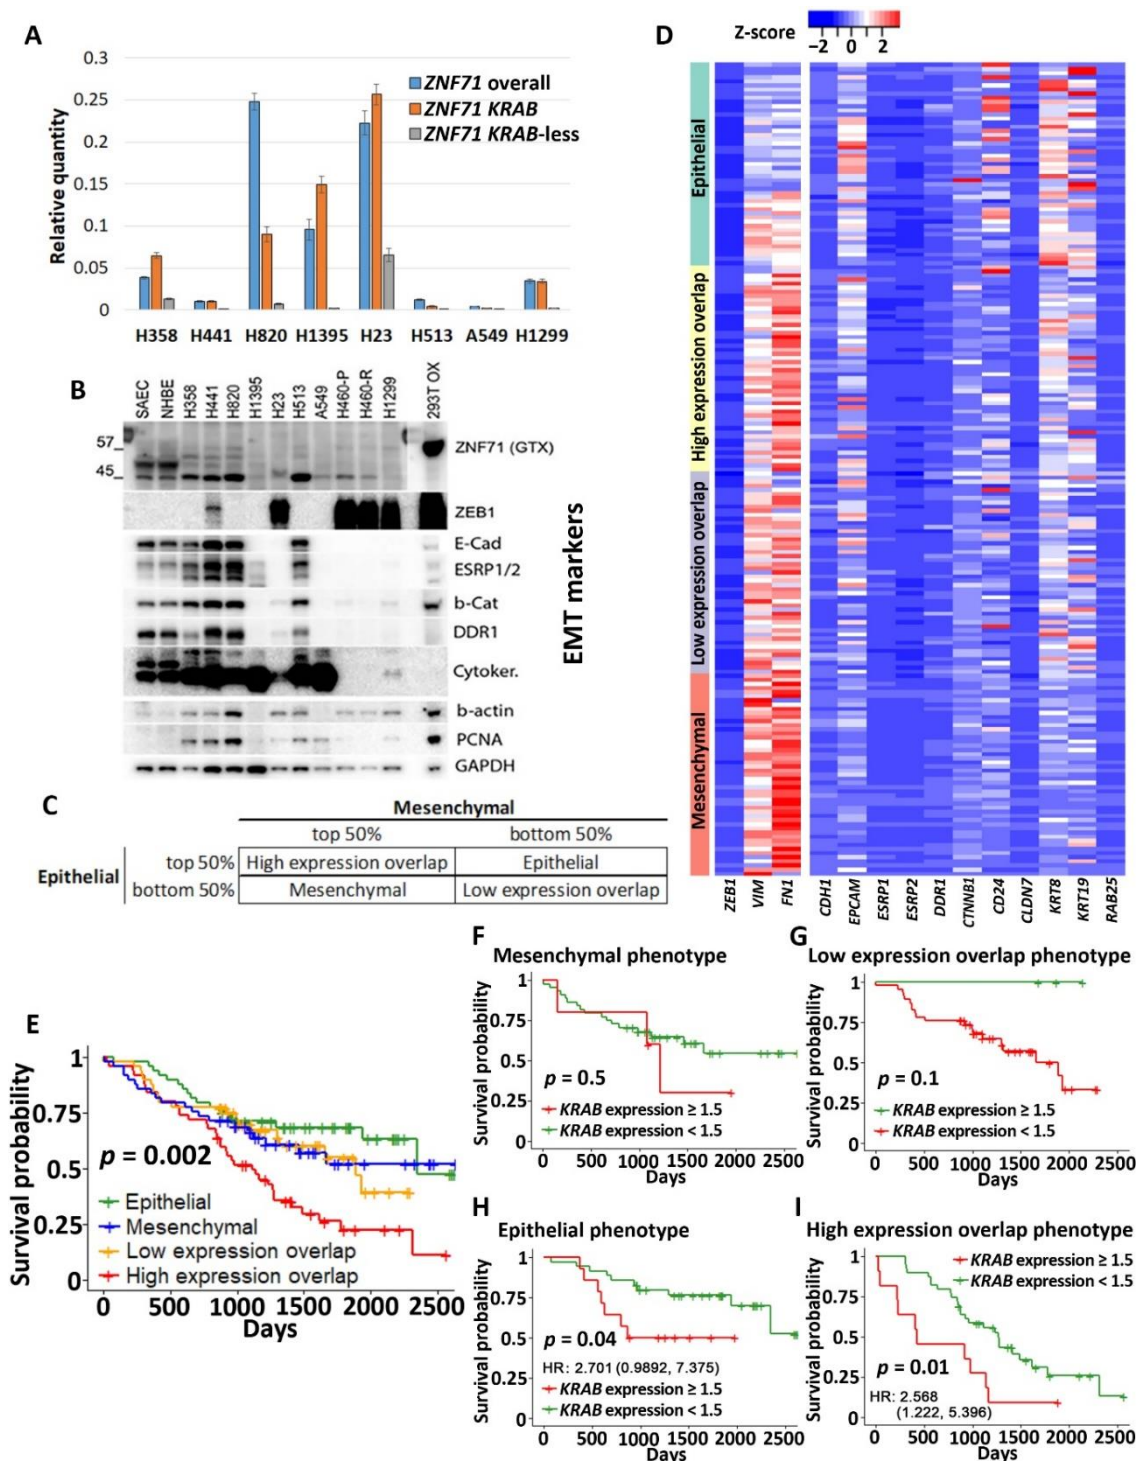 A
0.3
0.25
0.2
0.15
0.1
0.05
0
Relative quantity
ZNF71 overall
ZNF71 KRAB
ZNF71 KRAB-less
H358 H441 H820 H1395 H23 H513 A549 H1299
B
SAEC NHBE H358 H441 H820 H1395 H23 H513 A549 H460-P H460-R H1299 293T OX
57
45
ZNF71 (GTX)
ZEB1
E-Cad
ESRP1/2
b-Cat
DDR1
Cytoker.
b-actin
PCNA
GAPDH
EMT markers
C
Mesenchymal
top 50% bottom 50%
Epithelial
top 50% High expression overlap Epithelial
bottom 50% Mesenchymal Low expression overlap
D
Z-score
−2 0 2
Epithelial
High expression overlap
Low expression overlap
Mesenchymal
ZEB1 VIM FN1 CDH1 EPCAM ESRP1 ESRP2 DDR1 CTNNB1 CD24 CLDN7 KRT8 KRT19 RAB25
E
Survival probability
1
0.75
0.5
0.25
0
p = 0.002
Epithelial
Mesenchymal
Low expression overlap
High expression overlap
0 500 1000 1500 2000 2500
Days
F
Mesenchymal phenotype
Survival probability
1
0.75
0.5
0.25
0
p = 0.5
KRAB expression ≥ 1.5
KRAB expression < 1.5
0 500 1000 1500 2000 2500
Days
G
Low expression overlap phenotype
Survival probability
1
0.75
0.5
0.25
0
p = 0.1
KRAB expression ≥ 1.5
KRAB expression < 1.5
0 500 1000 1500 2000 2500
Days
H
Epithelial phenotype
Survival probability
1
0.75
0.5
0.25
0
p = 0.04
HR: 2.701 (0.9892, 7.375)
KRAB expression ≥ 1.5
KRAB expression < 1.5
0 500 1000 1500 2000 2500
Days
I
High expression overlap phenotype
Survival probability
1
0.75
0.5
0.25
0
KRAB expression ≥ 1.5
KRAB expression < 1.5
p = 0.01
HR: 2.568
(1.222, 5.396)
0 500 1000 1500 2000 2500
Days